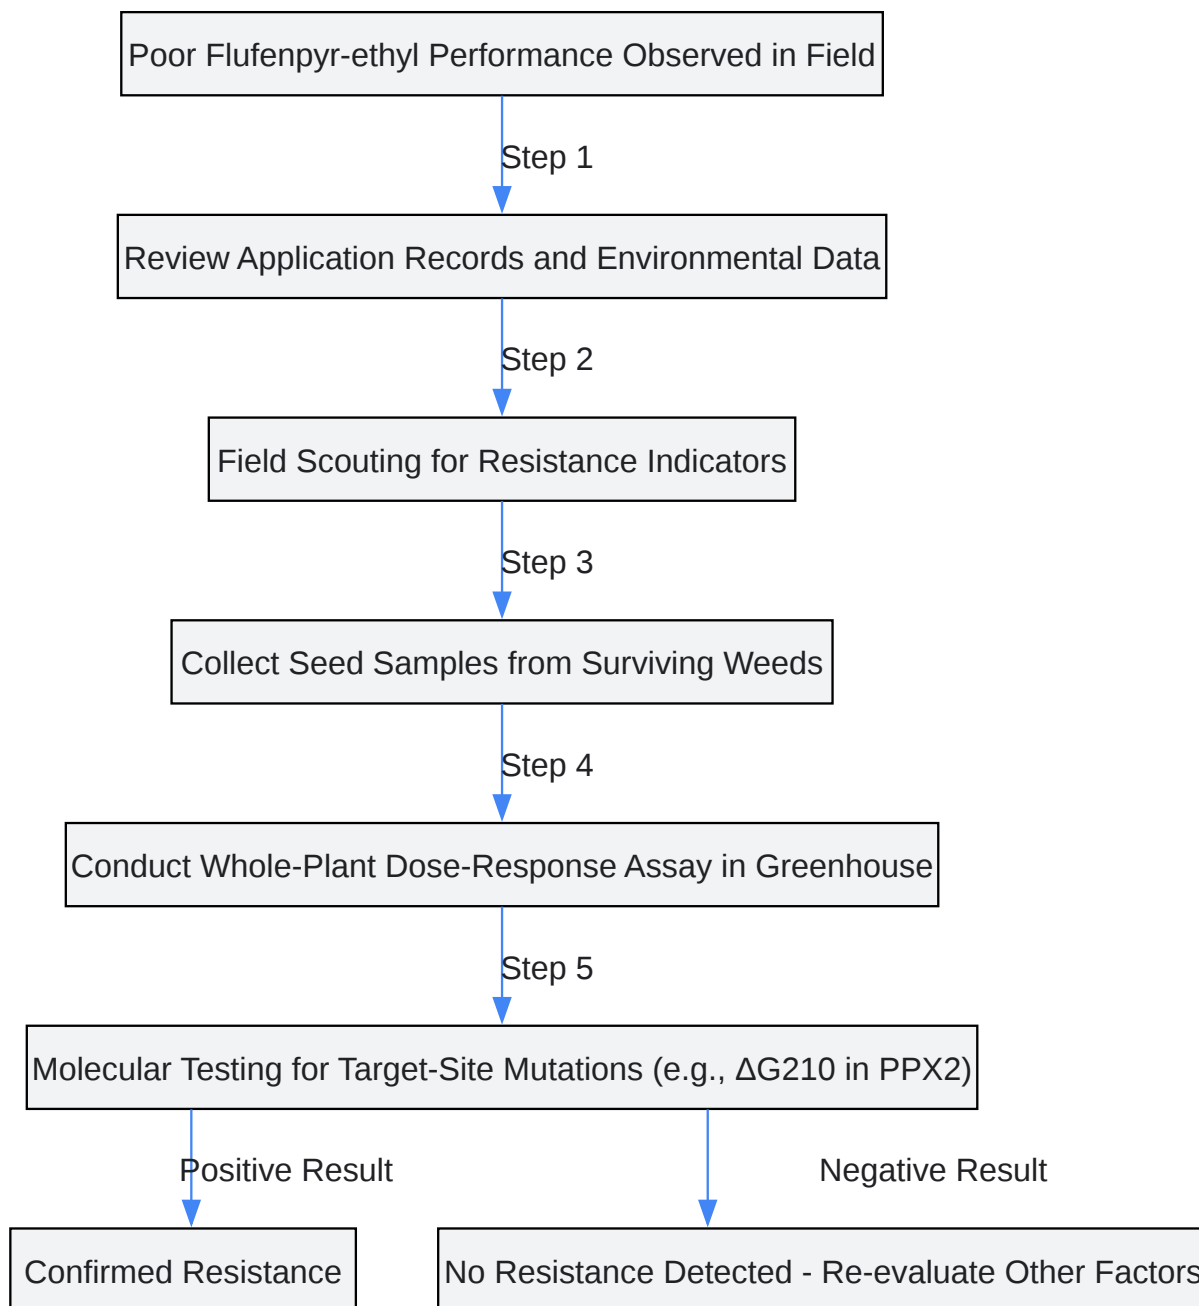 Poor Flufenpyr-ethyl Performance Observed in Field
Step 1
Review Application Records and Environmental Data
Step 2
Field Scouting for Resistance Indicators
Step 3
Collect Seed Samples from Surviving Weeds
Step 4
Conduct Whole-Plant Dose-Response Assay in Greenhouse
Step 5
Molecular Testing for Target-Site Mutations (e.g., ΔG210 in PPX2)
Positive Result
Negative Result
Confirmed Resistance
No Resistance Detected - Re-evaluate Other Factors